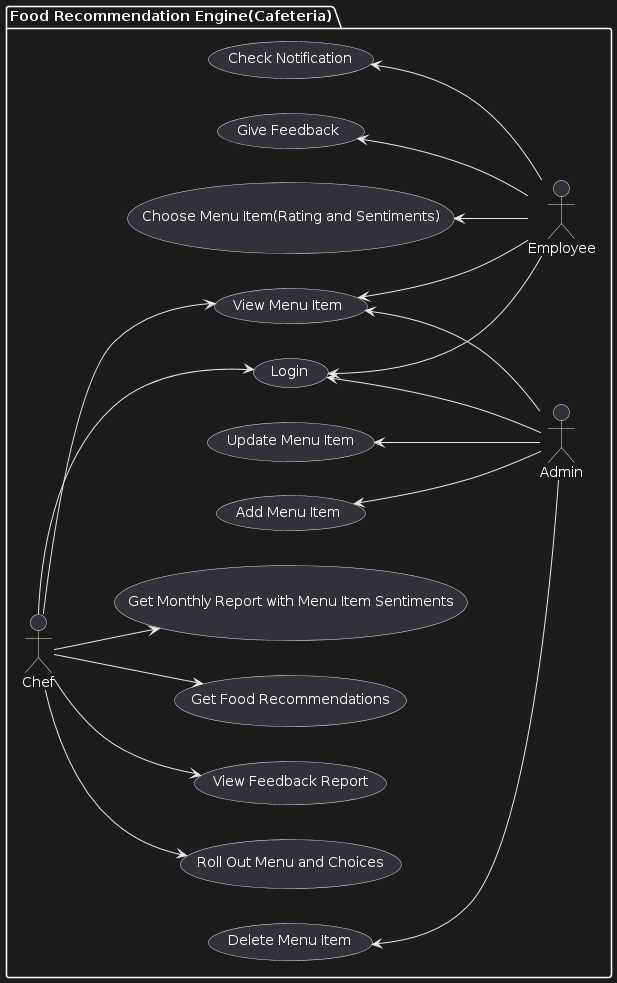 Food Recommendation Engine(Cafeteria)
Check Notification
Give Feedback
Choose Menu Item(Rating and Sentiments)
Employee
View Menu Item
Login
Update Menu Item
Admin
Add Menu Item
Get Monthly Report with Menu Item Sentiments
Chef
Get Food Recommendations
View Feedback Report
Roll Out Menu and Choices
Delete Menu Item